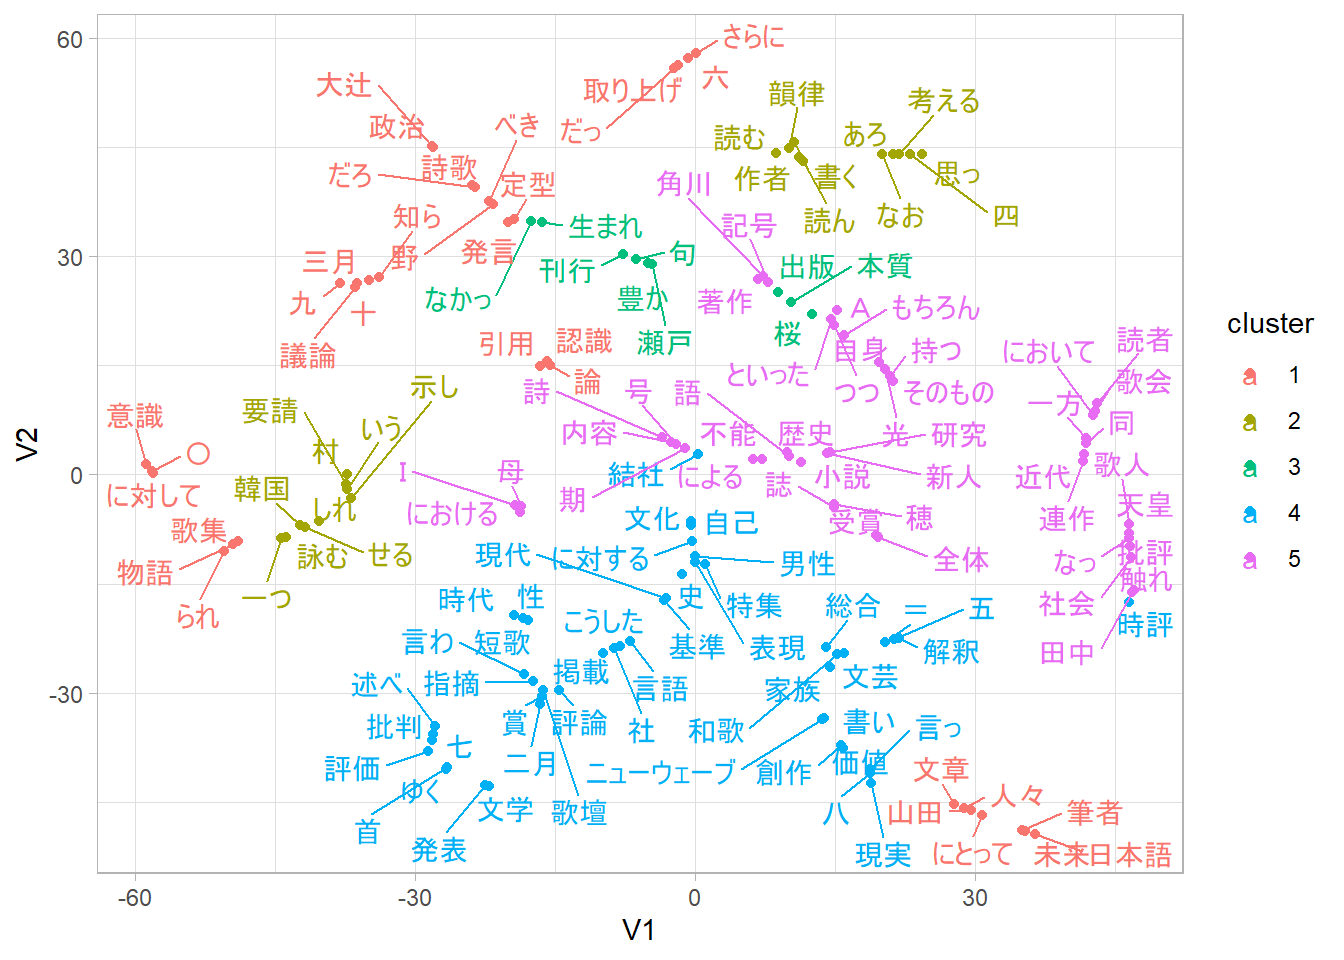 60
30
0
-30
V2
-60
-30
0
30
V1
cluster
a 1
a 2
a 3
a 4
a 5
さらに
大辻
取り上げ
六
韻律
考える
政治
べき
だっ
読む
あろ
だろ
詩歌
定型
角川
作者
書く
思っ
知ら
生まれ
記号
読ん
なお
四
三月
野
発言
刊行
句
出版
本質
九
十
なかっ
豊か
著作
A
もちろん
議論
引用
認識
瀬戸
桜
自身
持つ
において
読者
論
といった
つつ
そのもの
歌会
示し
詩
号
語
一方
同
意識
要請
いう
内容
不能
歴史
光
研究
〇
村
I
母
結社
による
小説
新人
近代
歌人
に対して
韓国
しれ
における
期
誌
受賞
穂
連作
天皇
歌集
詠む
せる
文化
自己
全体
なっ
批評
物語
現代
に対する
男性
触れ
一つ
時代
性
史
特集
総合
＝
五
社会
時評
られ
言わ
短歌
こうした
基準
表現
解釈
田中
述べ
指摘
掲載
言語
家族
文芸
批判
賞
評論
社
和歌
書い
言っ
評価
七
二月
ニューウェーブ
創作
価値
文章
人々
首
ゆく
文学
歌壇
八
山田
筆者
発表
現実
にとって
未来
日本語